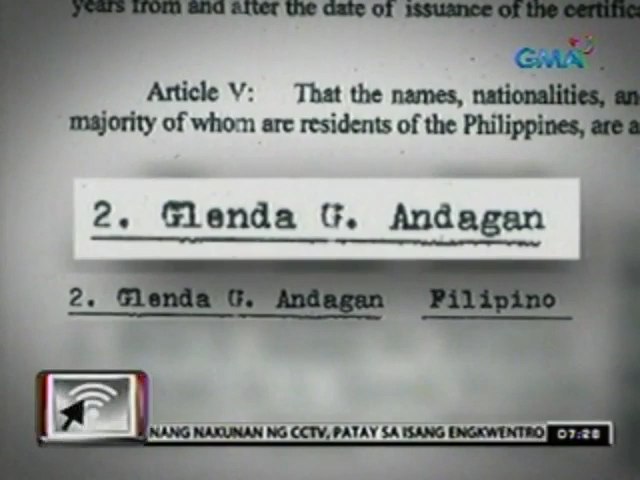 years from and after the date of issuance of the certific
GMA
Article V: That the names, nationalities, an
majority of whom are residents of the Philippines, are a
2. Glenda G. Andagan
2. Glenda G. Andagan Filipino
NANG NAKUNAN NG CCTV, PATAY SA ISANG ENGKWENTRO 07:28